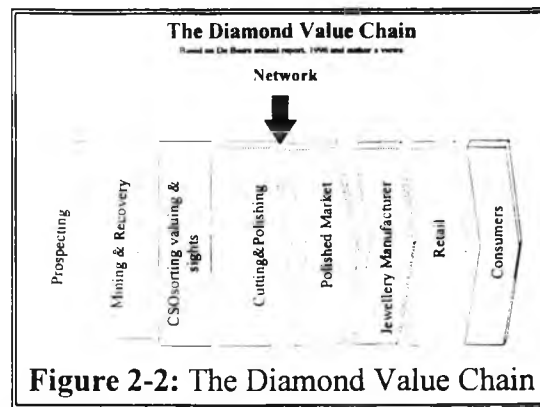 The Diamond Value Chain
Based on De Beers annual report, 1998 and author s views
Network
Prospecting
Mining & Recovery
CSOsorting valuing &
sights
Cutting&Polishing
Polished Market
Jewellery Manufacturer
Retail
Consumers
Figure 2-2: The Diamond Value Chain